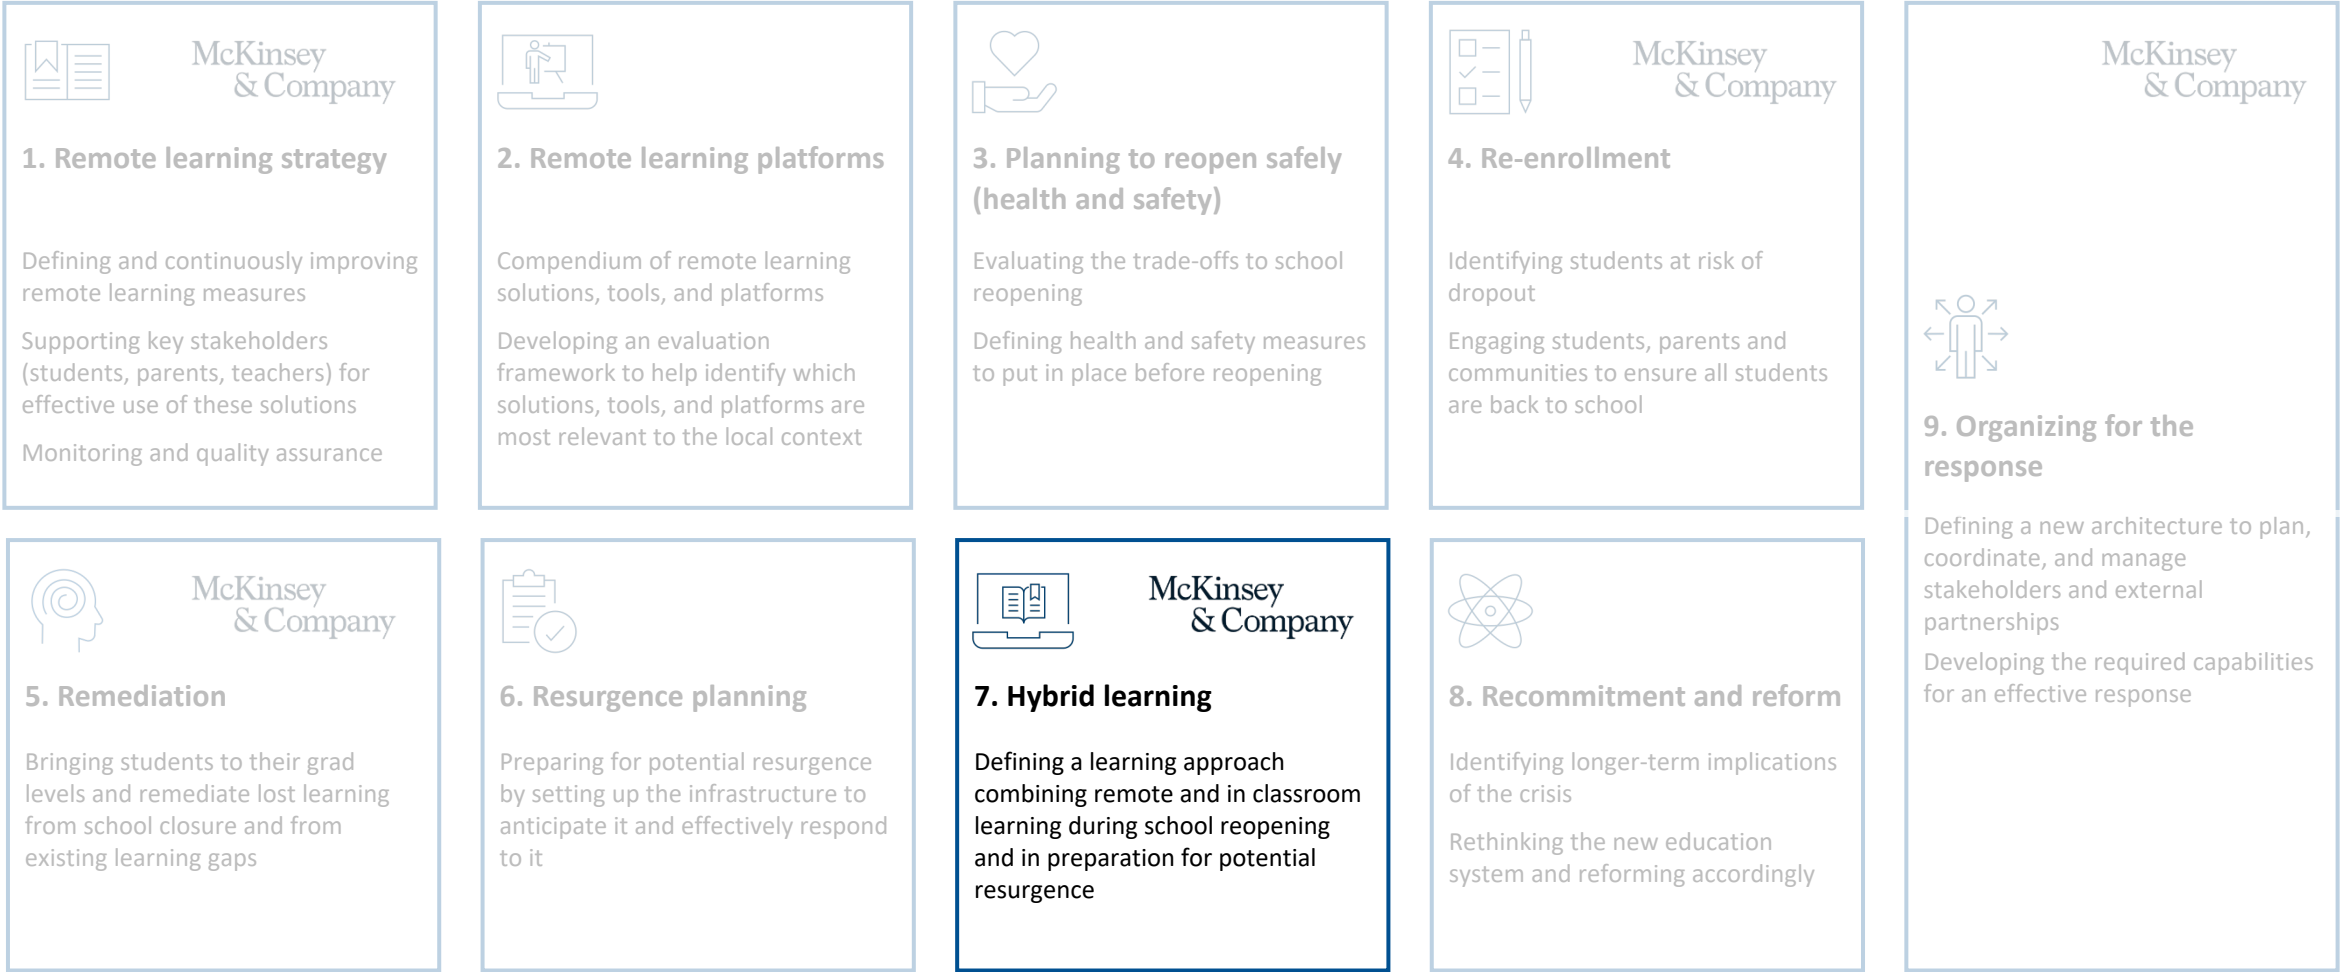 McKinsey
& Company
1. Remote learning strategy
Defining and continuously improving
remote learning measures
Supporting key stakeholders
(students, parents, teachers) for
effective use of these solutions
Monitoring and quality assurance
2. Remote learning platforms
Compendium of remote learning
solutions, tools, and platforms
Developing an evaluation
framework to help identify which
solutions, tools, and platforms are
most relevant to the local context
3. Planning to reopen safely
(health and safety)
Evaluating the trade-offs to school
reopening
Defining health and safety measures
to put in place before reopening
McKinsey
& Company
4. Re-enrollment
Identifying students at risk of
dropout
Engaging students, parents and
communities to ensure all students
are back to school
McKinsey
& Company
5. Remediation
Bringing students to their grad
levels and remediate lost learning
from school closure and from
existing learning gaps
6. Resurgence planning
Preparing for potential resurgence
by setting up the infrastructure to
anticipate it and effectively respond
to it
McKinsey
& Company
7. Hybrid learning
Defining a learning approach
combining remote and in classroom
learning during school reopening
and in preparation for potential
resurgence
8. Recommitment and reform
Identifying longer-term implications
of the crisis
Rethinking the new education
system and reforming accordingly
McKinsey
& Company
9. Organizing for the
response
Defining a new architecture to plan,
coordinate, and manage
stakeholders and external
partnerships
Developing the required capabilities
for an effective response